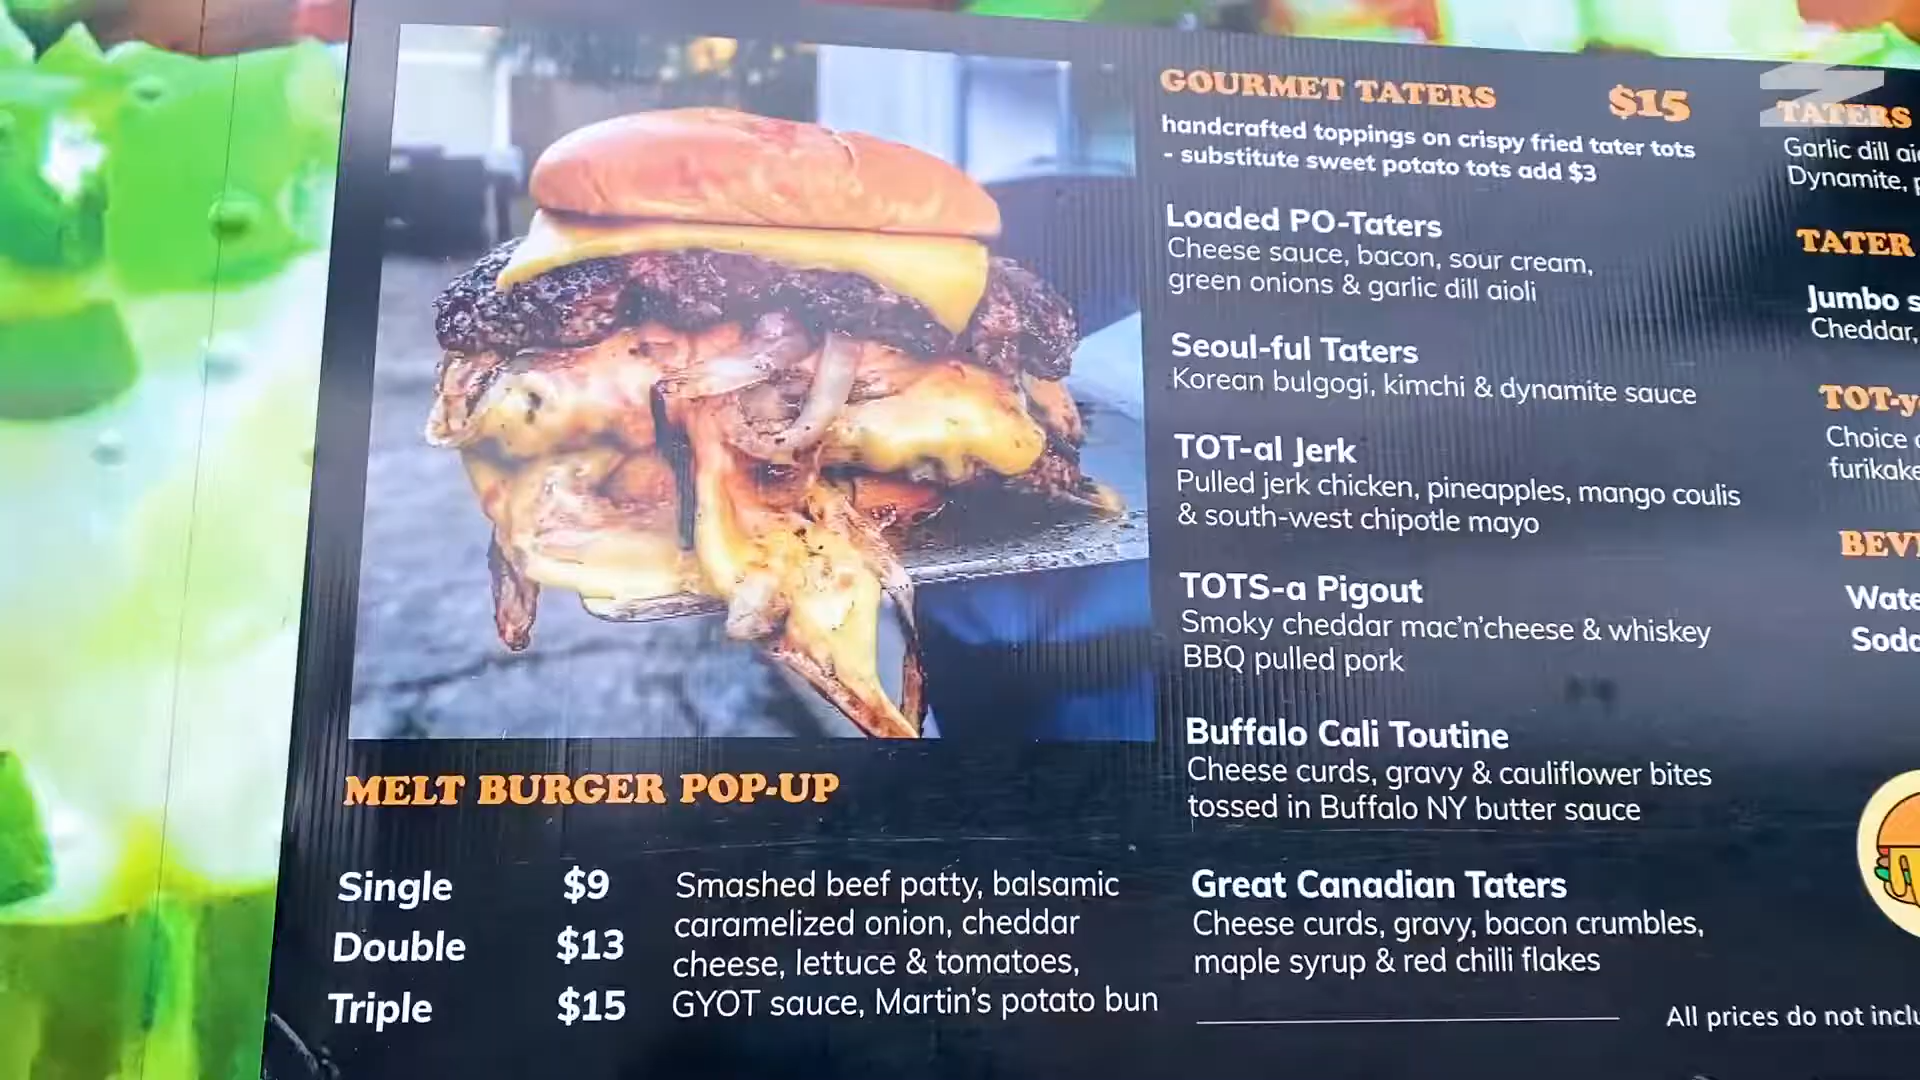 GOURMET TATERS $15
handcrafted toppings on crispy fried tater tots
- substitute sweet potato tots add $3
Loaded PO-Taters
Cheese sauce, bacon, sour cream,
green onions & garlic dill aioli
Seoul-ful Taters
Korean bulgogi, kimchi & dynamite sauce
TOT-al Jerk
Pulled jerk chicken, pineapples, mango coulis
& south-west chipotle mayo
TOTS-a Pigout
Smoky cheddar mac'n'cheese & whiskey
BBQ pulled pork
Buffalo Cali Toutine
Cheese curds, gravy & cauliflower bites
tossed in Buffalo NY butter sauce
Great Canadian Taters
Cheese curds, gravy, bacon crumbles,
maple syrup & red chilli flakes
MELT BURGER POP-UP
Single $9
Double $13
Triple $15
Smashed beef patty, balsamic
caramelized onion, cheddar
cheese, lettuce & tomatoes,
GYOT sauce, Martin's potato bun
TATERS
Garlic dill
Dynamite,
TATER
Jumbo
Cheddar,
Choice
All prices do not